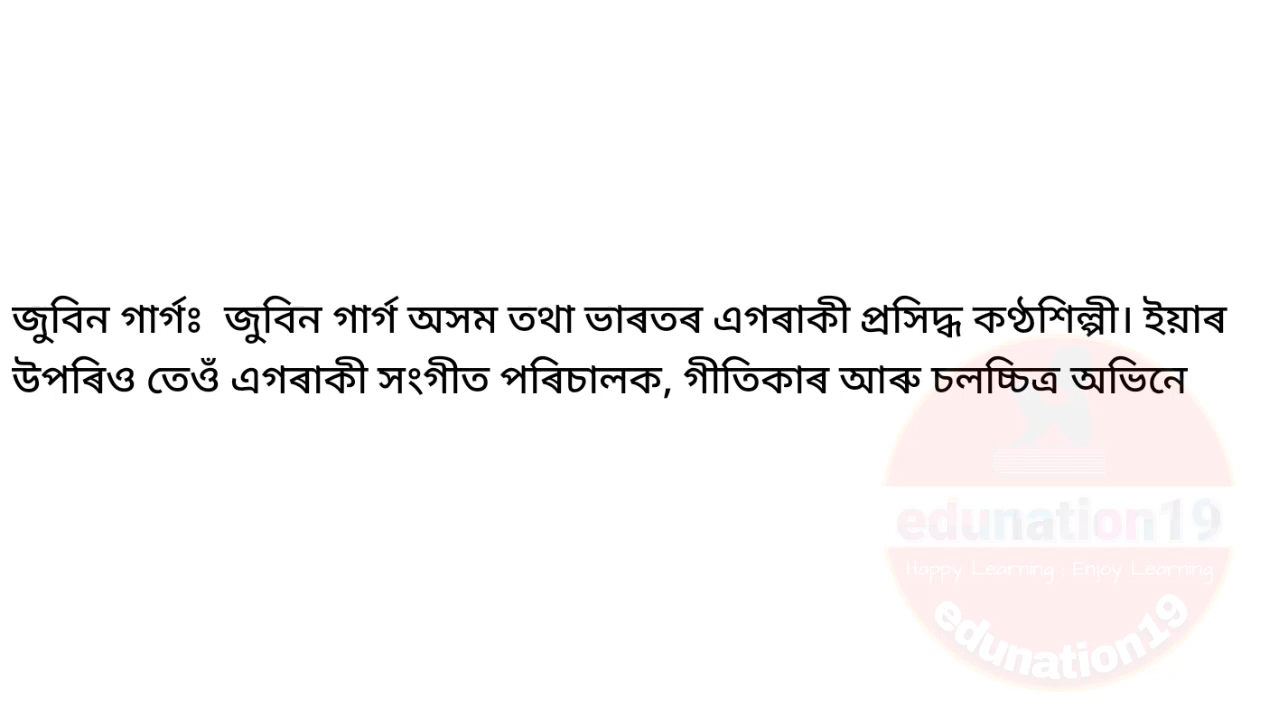 জুবিন গাৰ্গঃ জুবিন গাৰ্গ অসম তথা ভাৰতৰ এগৰাকী প্ৰসিদ্ধ কণ্ঠশিল্পী। ইয়াৰ
উপৰিও তেওঁ এগৰাকী সংগীত পৰিচালক, গীতিকাৰ আৰু চলচ্চিত্ৰ অভিনে
edunation19
Happy Learning : Enjoy Learning
edunation19